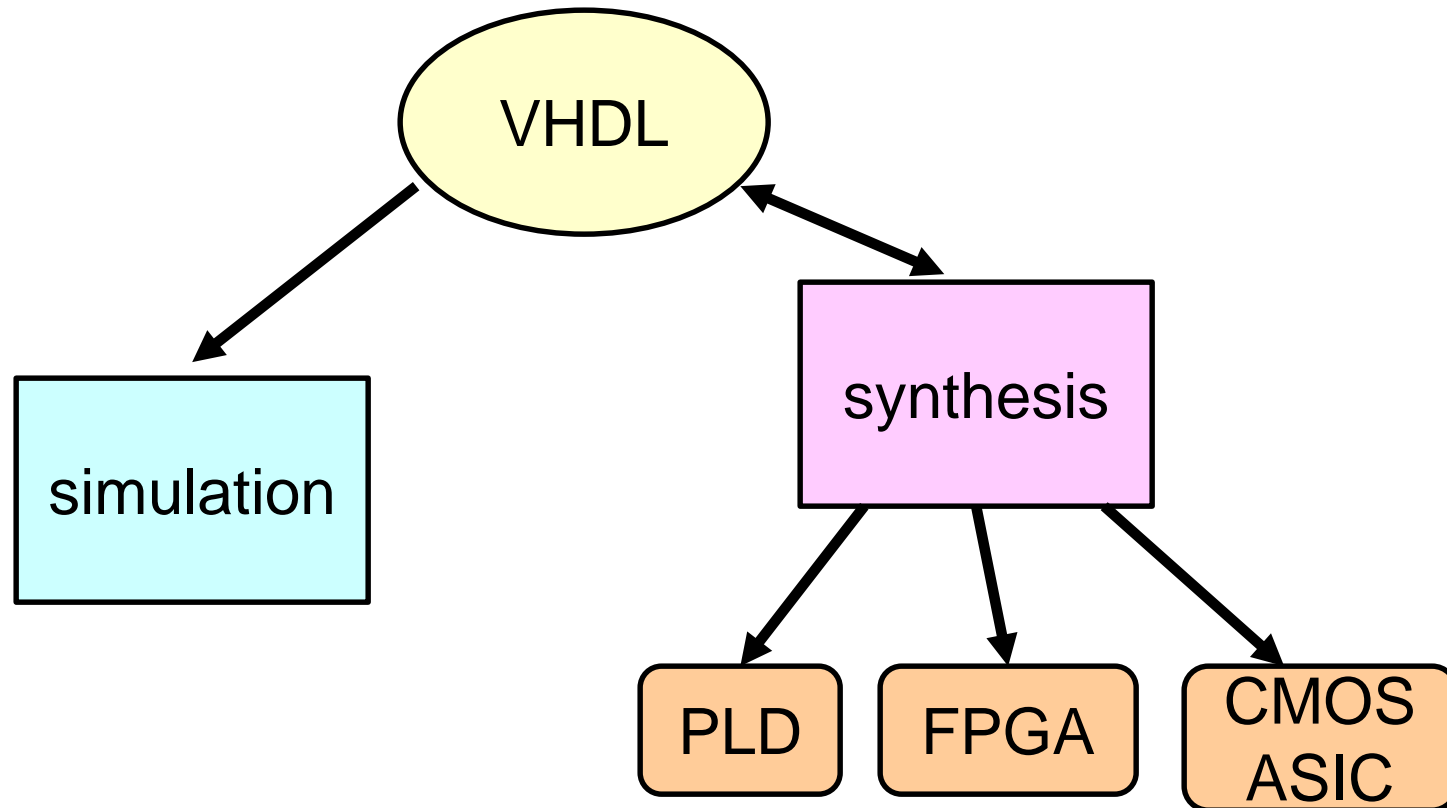 VHDL
synthesis
simulation
PLD
FPGA
CMOS
ASIC